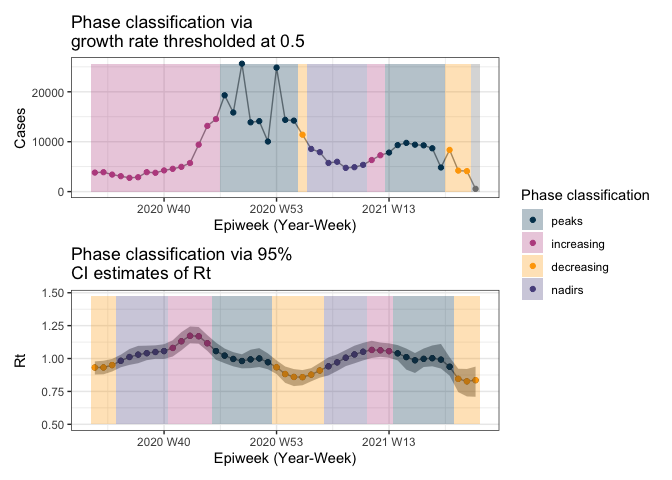 Phase classification via
growth rate thresholded at 0.5
Cases
20000
10000
0
2020 W40
2020 W53
2021 W13
Epiweek (Year-Week)
Phase classification
peaks
increasing
decreasing
nadirs
Phase classification via 95%
CI estimates of Rt
Rt
1.50
1.25
1.00
0.75
0.50
2020 W40
2020 W53
2021 W13
Epiweek (Year-Week)